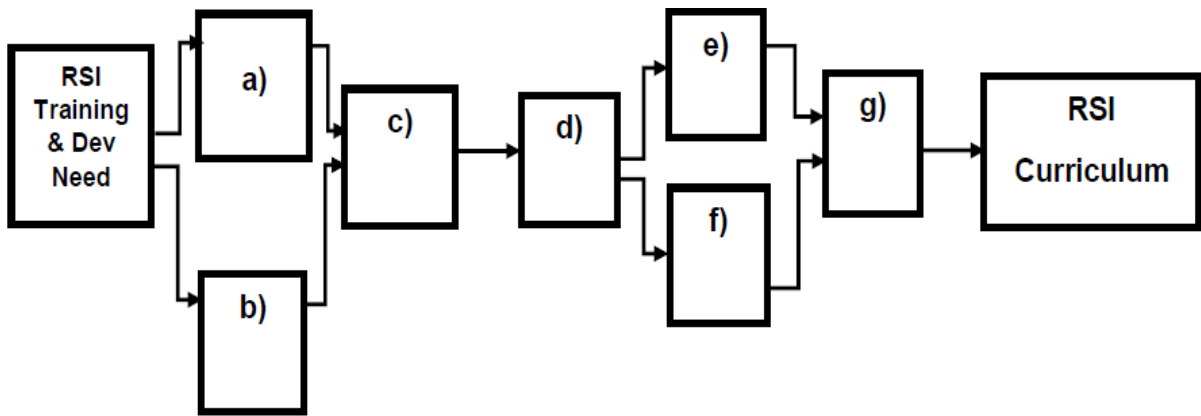 RSI
Training
& Dev
Need
a)
b)
c)
d)
e)
f)
g)
RSI
Curriculum